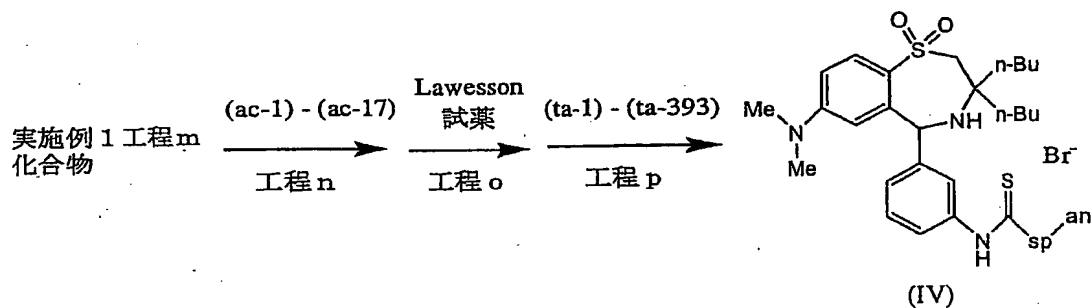 実施例1工程m
化合物
(ac-1) - (ac-17)
工程n
Lawesson
試薬
工程o
(ta-1) - (ta-393)
工程p
O O
S
n-Bu
n-Bu
NH
Me
N
Me
Br-
S
N
H
sp
an
(IV)